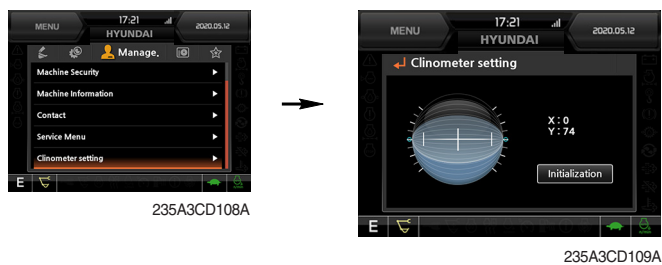 MENU
17:21
HYUNDAI
2020.05.12
Manage.
Machine Security
Machine Information
Contact
Service Menu
Clinometer setting
E
235A3CD108A
MENU
17:21
HYUNDAI
2020.05.12
Clinometer setting
X : 0
Y : 74
Initialization
E
235A3CD109A